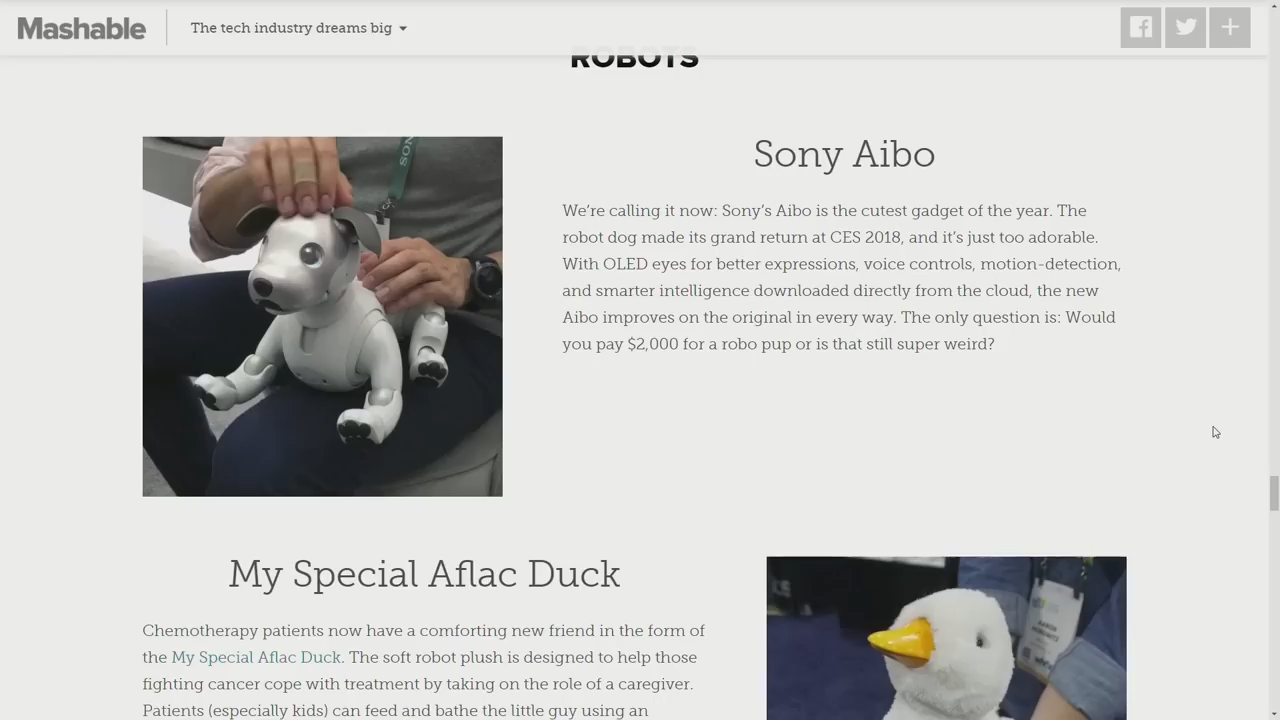 Mashable
The tech industry dreams big
ROBOTS
SON
Sony Aibo
We're calling it now: Sony's Aibo is the cutest gadget of the year. The
robot dog made its grand return at CES 2018, and it's just too adorable.
With OLED eyes for better expressions, voice controls, motion-detection,
and smarter intelligence downloaded directly from the cloud, the new
Aibo improves on the original in every way. The only question is: Would
you pay $2,000 for a robo pup or is that still super weird?
My Special Aflac Duck
Chemotherapy patients now have a comforting new friend in the form of
the My Special Aflac Duck. The soft robot plush is designed to help those
fighting cancer cope with treatment by taking on the role of a caregiver.
Patients (especially kids) can feed and bathe the little guy using an